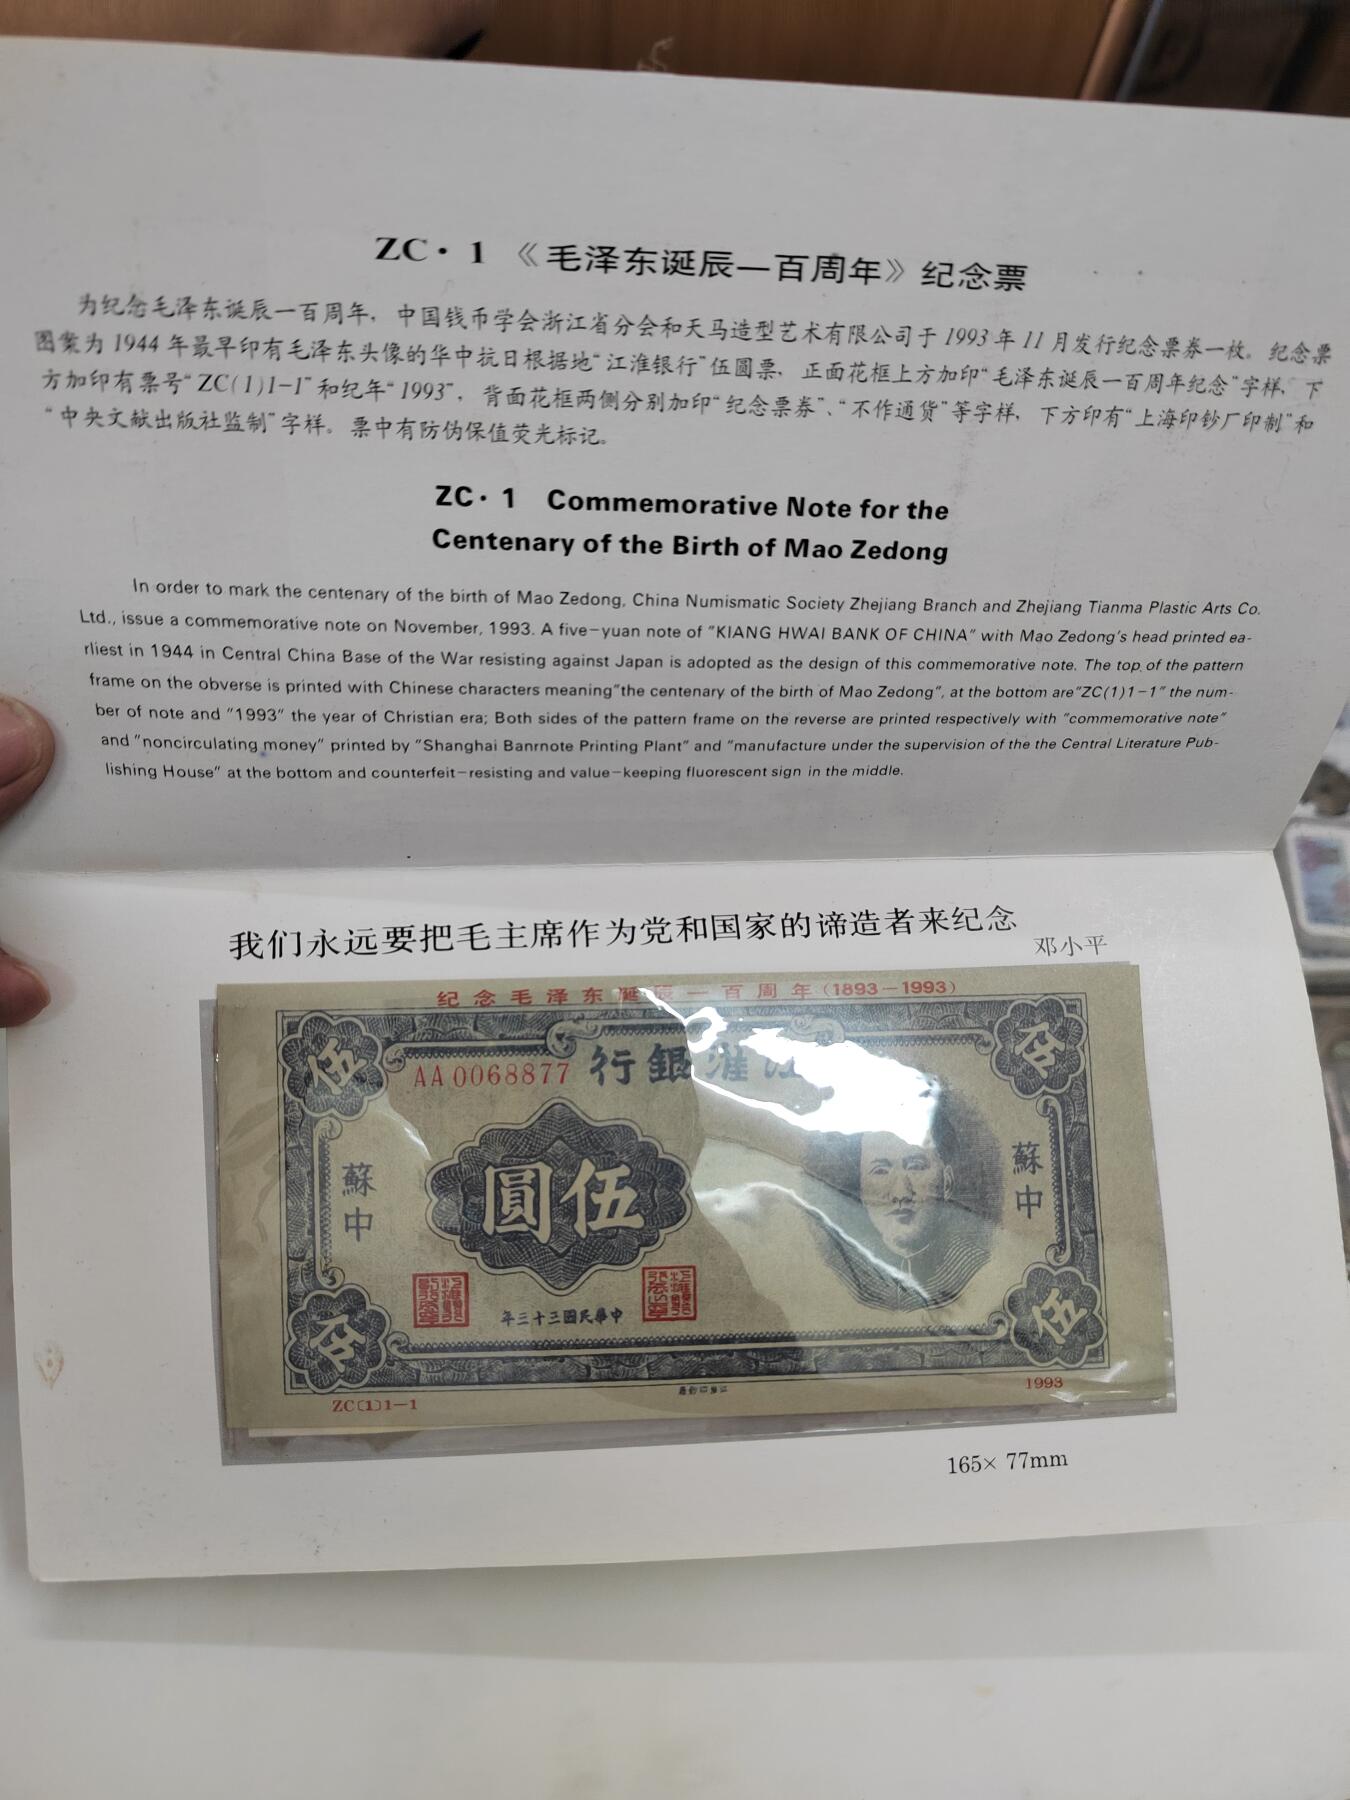 ZC·1《毛泽东诞辰一百周年》纪念票
为纪念毛泽东诞辰一百周年，中国钱币学会浙江省分会和天马造型艺术有限公司于1993年11月发行纪念票券一枚。纪念票
图案为1944年最早印有毛泽东头像的华中抗日根据地“江淮银行”伍圆票，正面花框上方加印“毛泽东诞辰一百周年纪念”字样，下
方加印有票号“ZC(1)1-1”和纪年“1993”，背面花框两侧分别加印“纪念票券”、“不作通货”等字样，下方印有“上海印钞厂印制”和
“中央文献出版社监制”字样。票中有防伪保值荧光标记。
ZC·1 Commemorative Note for the
Centenary of the Birth of Mao Zedong
In order to mark the centenary of the birth of Mao Zedong, China Numismatic Society Zhejiang Branch and Zhejiang Tianma Plastic Arts Co.
Ltd., issue a commemorative note on November, 1993. A five-yuan note of "KIANG HWAI BANK OF CHINA" with Mao Zedong's head printed ea-
rliest in 1944 in Central China Base of the War resisting against Japan is adopted as the design of this commemorative note. The top of the pattern
frame on the obverse is printed with Chinese characters meaning"the centenary of the birth of Mao Zedong", at the bottom are"ZC(1)1-1" the num-
ber of note and "1993" the year of Christian era; Both sides of the pattern frame on the reverse are printed respectively with "commemorative note"
and "noncirculating money" printed by "Shanghai Banrnote Printing Plant" and "manufacture under the supervision of the the Central Literature Pub-
lishing House" at the bottom and counterfeit-resisting and value-keeping fluorescent sign in the middle.
我们永远要把毛主席作为党和国家的谛造者来纪念
邓小平
纪念毛泽东诞辰一百周年(1893-1993)
伍
伍
AA0068877
行銀淮江
蘇中
圓伍
蘇中
年三十三國民華中
伍
伍
ZC(1)1-1
1993
165×77mm